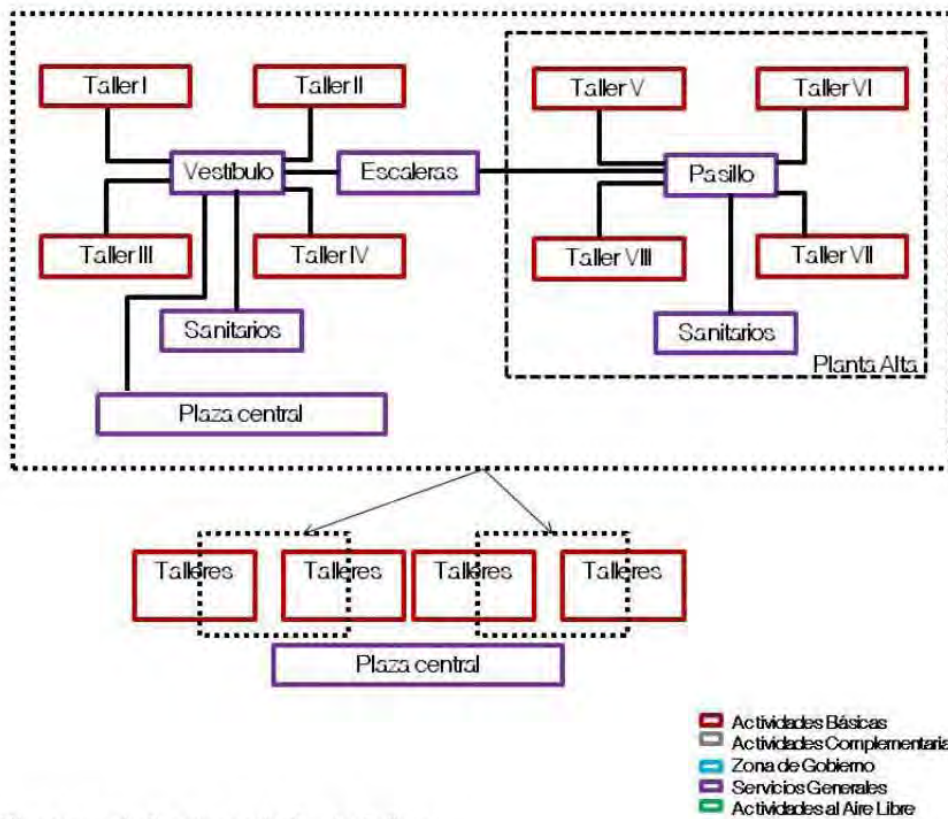 Taller I
Taller II
Taller V
Taller VI
Vestíbulo
Escaleras
Pasillo
Taller III
Taller IV
Taller VIII
Taller VII
Sanitarios
Sanitarios
Planta Alta
Plaza central
Talleres
Talleres
Talleres
Talleres
Plaza central
Actividades Básicas
Actividades Complementaria
Zona de Gobierno
Servicios Generales
Actividades al Aire Libre